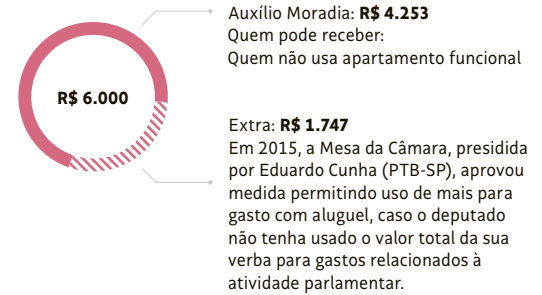 Auxílio Moradia: R$ 4.253
Quem pode receber:
Quem não usa apartamento funcional
R$ 6.000
Extra: R$ 1.747
Em 2015, a Mesa da Câmara, presidida
por Eduardo Cunha (PTB-SP), aprovou
medida permitindo uso de mais para
gasto com aluguel, caso o deputado
não tenha usado o valor total da sua
verba para gastos relacionados à
atividade parlamentar.